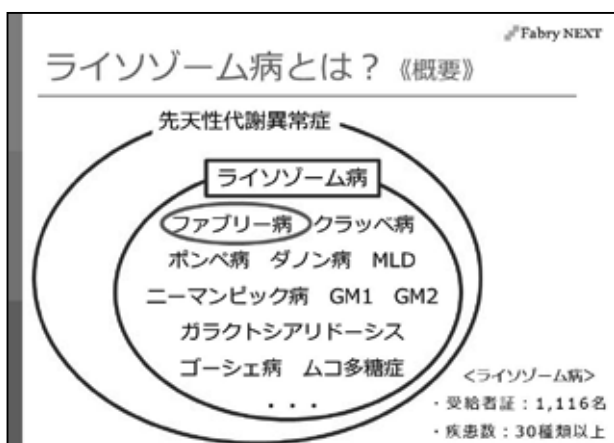 Fabry NEXT
ライソゾーム病とは？《概要》
先天性代謝異常症
ライソゾーム病
ファブリー病 クラッベ病
ポンペ病 ダノン病 MLD
ニーマンピック病 GM1 GM2
ガラクトシアリドーシス
ゴーシェ病 ムコ多糖症
・・・
<ライソゾーム病>
・受給者証：1,116名
・疾患数：30種類以上